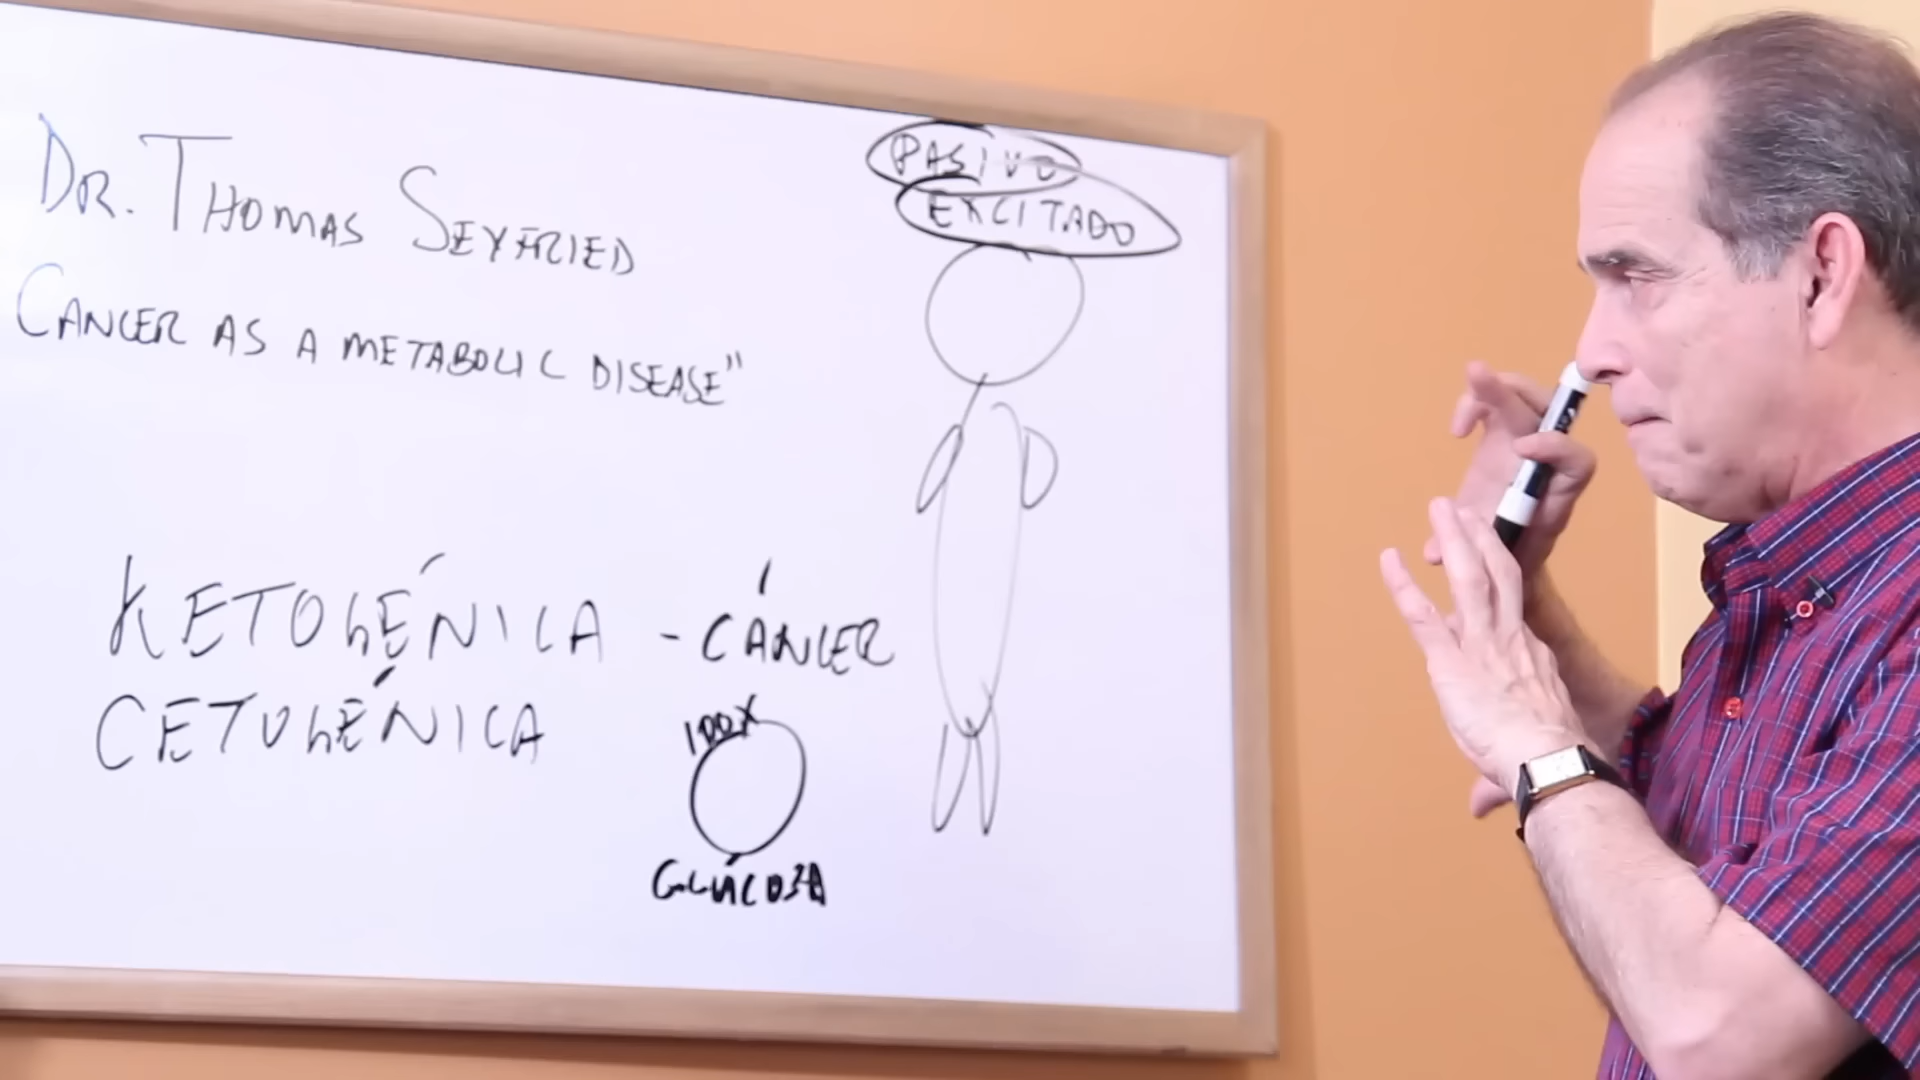 DR. THOMAS SEYFRIED
CANCER AS A METABOLIC DISEASE"
PASIVO
EXCITADO
KETOGÉNICA - CÁNCER
CETOGÉNICA
100X
GLUCOSA